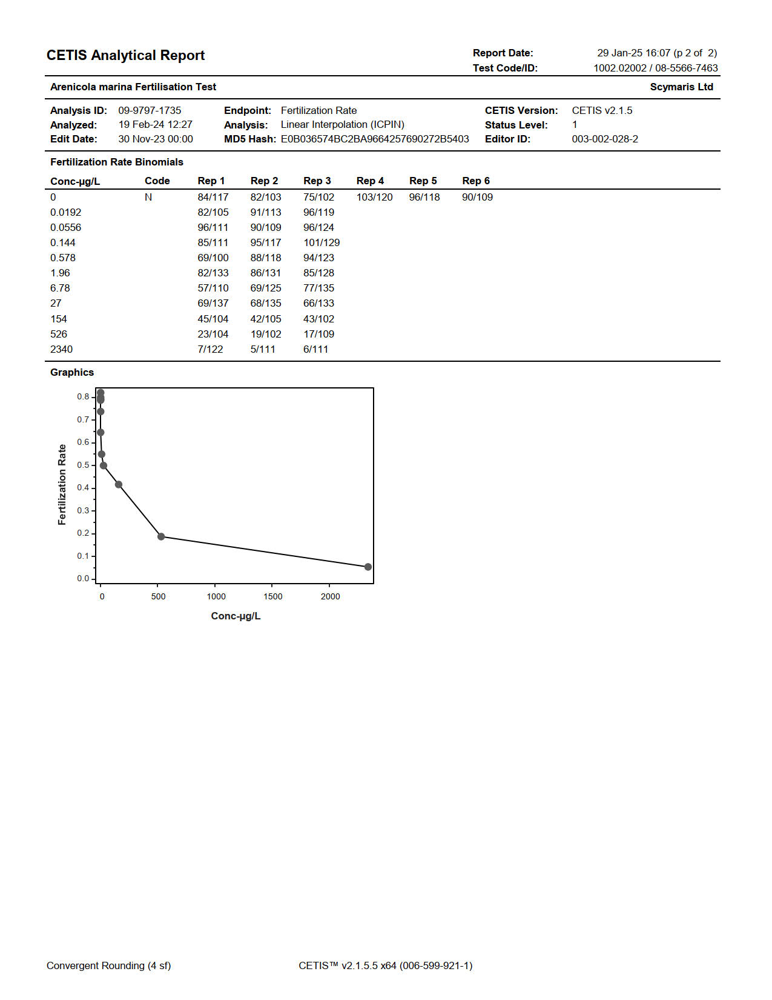 CETIS Analytical Report
Report Date: 29 Jan-25 16:07 (p 2 of 2)
Test Code/ID: 1002.02002 / 08-5566-7463
Arenicola marina Fertilisation Test Scymaris Ltd
Analysis ID: 09-9797-1735 Endpoint: Fertilization Rate CETIS Version: CETIS v2.1.5
Analyzed: 19 Feb-24 12:27 Analysis: Linear Interpolation (ICPIN) Status Level: 1
Edit Date: 30 Nov-23 00:00 MD5 Hash: E0B036574BC2BA9664257690272B5403 Editor ID: 003-002-028-2
Fertilization Rate Binomials
Conc-µg/L Code Rep 1 Rep 2 Rep 3 Rep 4 Rep 5 Rep 6
0 N 84/117 82/103 75/102 103/120 96/118 90/109
0.0192 82/105 91/113 96/119
0.0556 96/111 90/109 96/124
0.144 85/111 95/117 101/129
0.578 69/100 88/118 94/123
1.96 82/133 86/131 85/128
6.78 57/110 69/125 77/135
27 69/137 68/135 66/133
154 45/104 42/105 43/102
526 23/104 19/102 17/109
2340 7/122 5/111 6/111
Graphics
0.8
0.7
0.6
0.5
0.4
0.3
0.2
0.1
0.0
Fertilization Rate
0 500 1000 1500 2000
Conc-µg/L
Convergent Rounding (4 sf) CETIS™ v2.1.5.5 x64 (006-599-921-1)